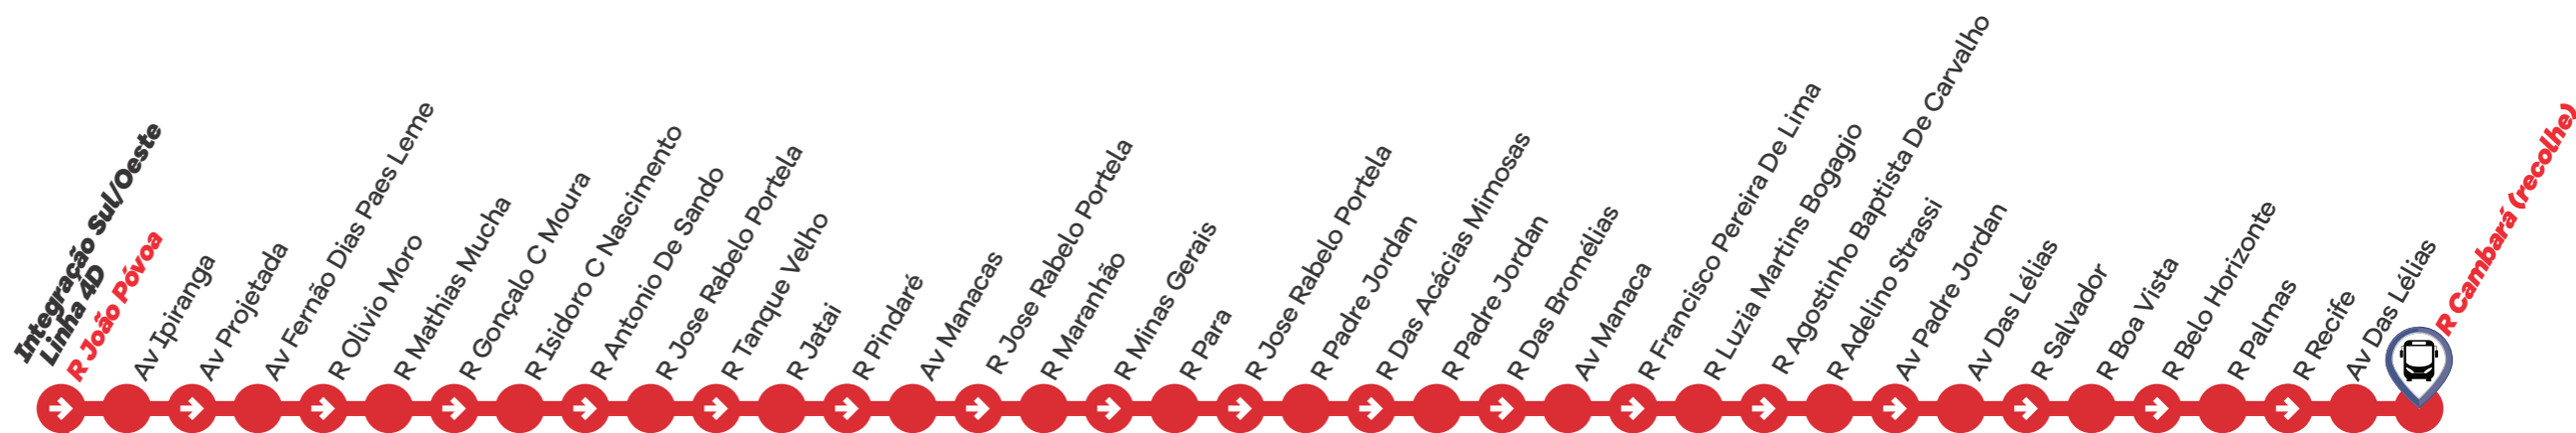 Integração Sul/Oeste
Linha 4D
R João Póvoa
Av Ipiranga
Av Projetada
Av Fernão Dias Paes Leme
R Olivio Moro
R Mathias Mucha
R Gonçalo C Moura
R Isidoro C Nascimento
R Antonio De Sando
R Jose Rabelo Portela
R Tanque Velho
R Jatai
R Pindaré
Av Manacas
R Jose Rabelo Portela
R Maranhão
R Minas Gerais
R Para
R Jose Rabelo Portela
R Padre Jordan
R Das Acácias Mimosas
R Padre Jordan
R Das Bromélias
Av Manaca
R Francisco Pereira De Lima
R Luzia Martins Bogagio
R Agostinho Baptista De Carvalho
R Adelino Strassi
Av Padre Jordan
Av Das Lélias
R Salvador
R Boa Vista
R Belo Horizonte
R Palmas
R Recife
Av Das Lélias
R Cambará (recolhe)